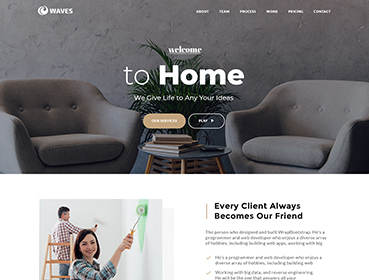 WAVES
ABOUT TEAM PROCESS WORK PRICING CONTACT
welcome
to Home
We Give Life to Any Your Ideas
OUR SERVICES
PLAY
Every Client Always
Becomes Our Friend
The person who designed and built WrapBootstrap. He's a
programmer and web developer who enjoys a diverse array
of hobbies, including building web apps, working with big
He's a programmer and web developer who enjoys a
diverse array of hobbies, including building web
Working with big data, and reverse engineering.
He will be the one that answers all your